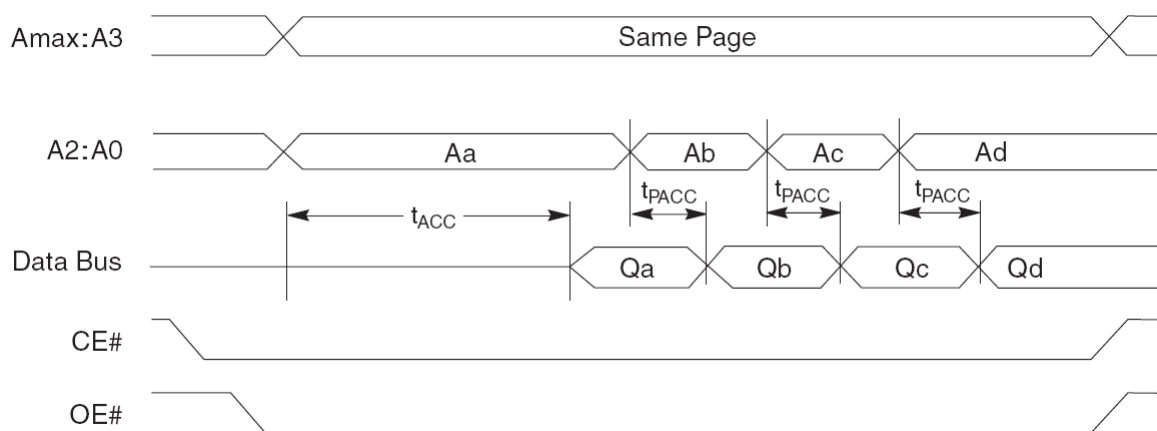 Amax:A3 Same Page
A2:A0 Aa Ab Ac Ad
tACC tPACC tPACC tPACC
Data Bus Qa Qb Qc Qd
CE#
OE#